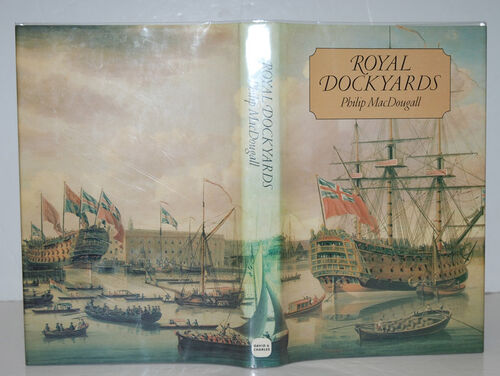 ROYAL
DOCKYARDS
Philip MacDougall
ROYAL DOCKYARDS
Philip MacDougall
DAVID &
CHARLES